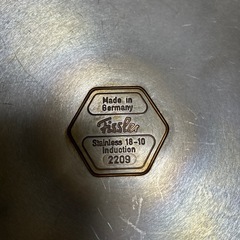 Made in
Germany
Fissler
Stainless 18-10
Induction
2209